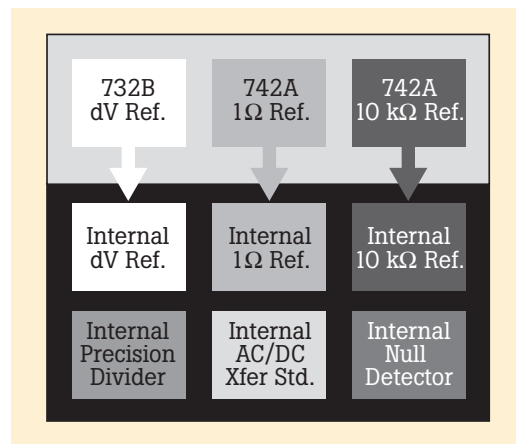 732B
dV Ref.
742A
1Ω Ref.
742A
10 kΩ Ref.
Internal
dV Ref.
Internal
1Ω Ref.
Internal
10 kΩ Ref.
Internal
Precision
Divider
Internal
AC/DC
Xfer Std.
Internal
Null
Detector